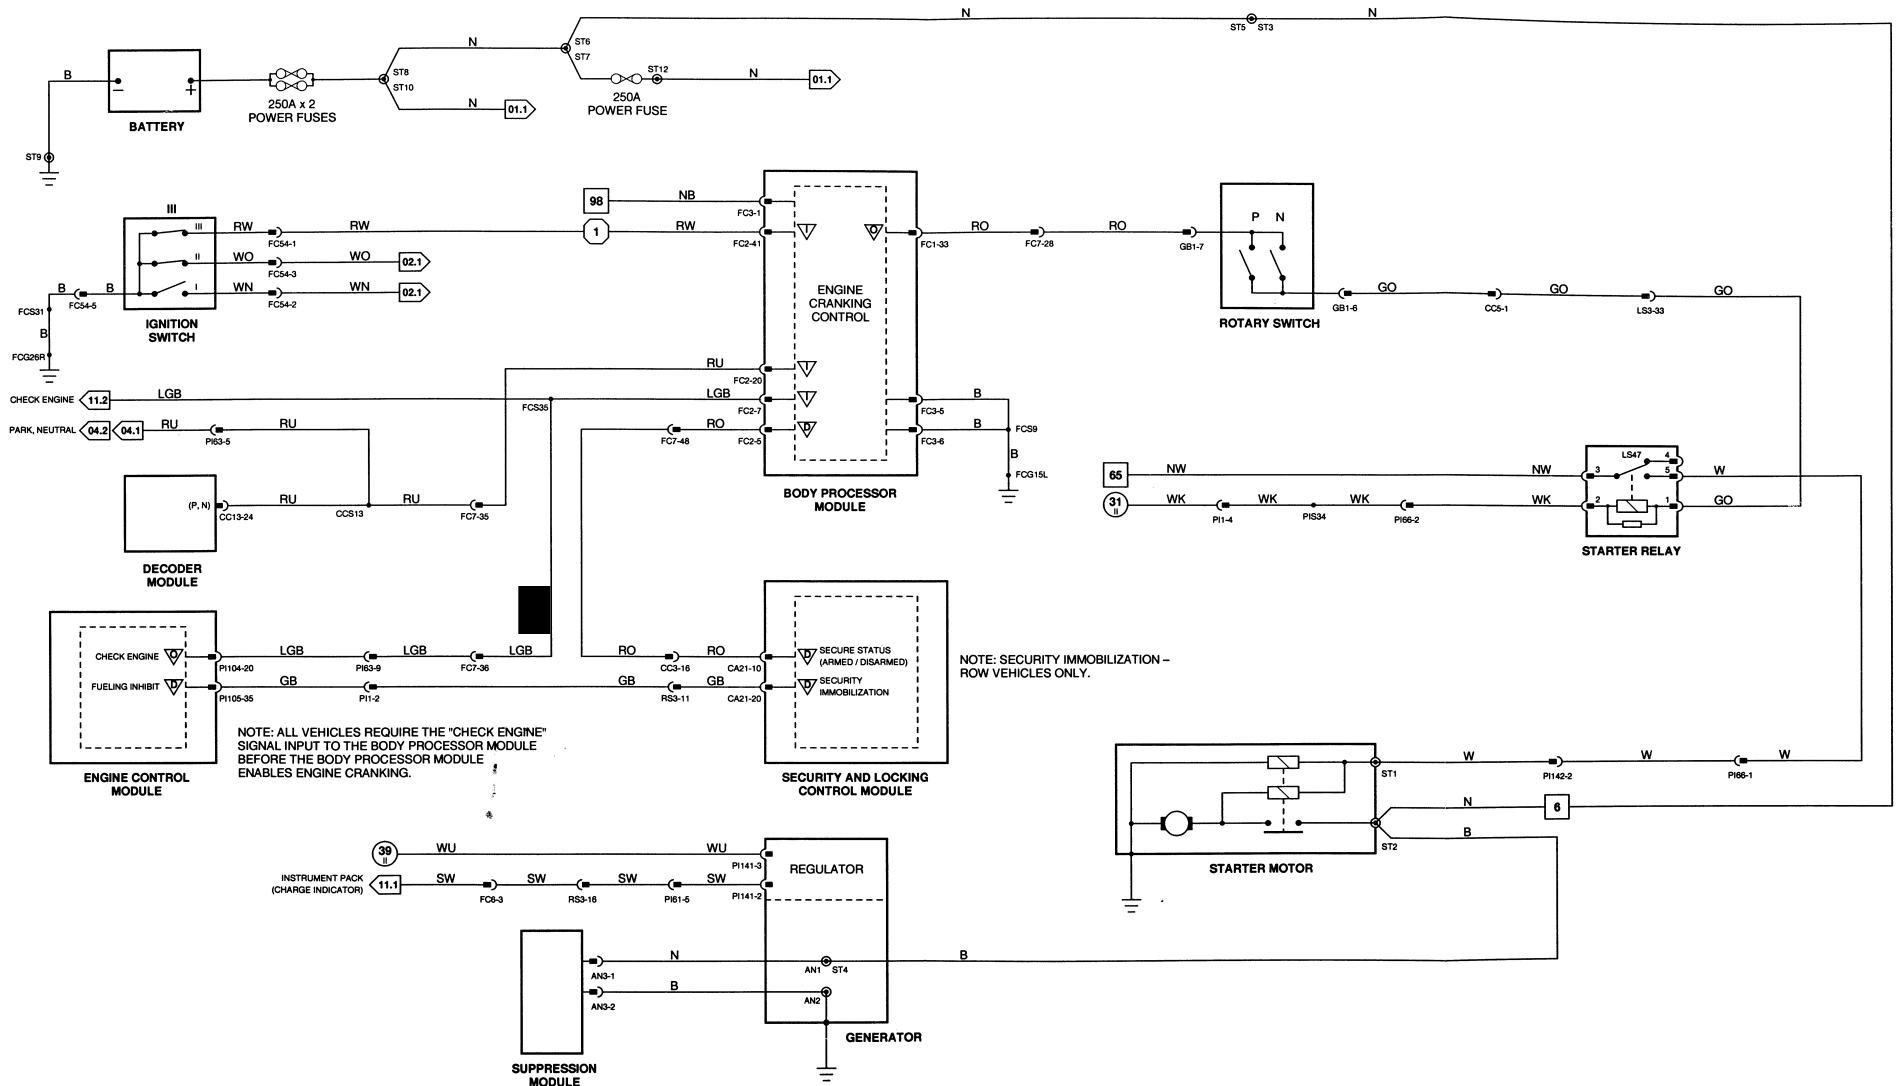 N
N
ST5 ST3
B
BATTERY
−
+
250A x 2
POWER FUSES
N
ST8
ST10
N
01.1
ST6
ST7
ST12
250A
POWER FUSE
N
01.1
ST9
III
III
II
I
IGNITION
SWITCH
RW
FC54-1
RW
1
RW
FC2-41
WO
FC54-3
WO
02.1
WN
FC54-2
WN
02.1
B
FC54-5
B
FCS31
B
FCG26R
98
NB
FC3-1
I
O
ENGINE
CRANKING
CONTROL
RU
FC2-20
I
LGB
FC2-7
I
RO
FC2-5
D
BODY PROCESSOR
MODULE
FC1-33
RO
FC7-28
RO
GB1-7
P N
ROTARY SWITCH
GB1-6
GO
CC5-1
GO
LS3-33
GO
FC3-5
B
FC3-6
B
FCS9
B
FCG15L
CHECK ENGINE
11.2
LGB
FCS35
PARK, NEUTRAL
04.2
04.1
RU
PI63-5
RU
FC7-48
DECODER
MODULE
(P, N)
CC13-24
RU
CCS13
RU
FC7-35
65
NW
NW
31
II
WK
PI1-4
WK
PIS34
WK
PI66-2
WK
LS47
3
4
5
2
1
W
GO
STARTER RELAY
ENGINE CONTROL
MODULE
CHECK ENGINE
O
FUELING INHIBIT
D
PI104-20
LGB
PI63-9
LGB
FC7-36
LGB
PI105-35
GB
PI1-2
GB
RS3-11
GB
CA21-20
RO
CC3-16
RO
CA21-10
D
SECURE STATUS
(ARMED / DISARMED)
D
SECURITY
IMMOBILIZATION
SECURITY AND LOCKING
CONTROL MODULE
NOTE: SECURITY IMMOBILIZATION –
ROW VEHICLES ONLY.
NOTE: ALL VEHICLES REQUIRE THE "CHECK ENGINE"
SIGNAL INPUT TO THE BODY PROCESSOR MODULE
BEFORE THE BODY PROCESSOR MODULE
ENABLES ENGINE CRANKING.
STARTER MOTOR
ST1
W
PI142-2
W
PI66-1
W
N
6
ST2
B
39
II
WU
WU
PI141-3
INSTRUMENT PACK
(CHARGE INDICATOR)
11.1
SW
FC6-3
SW
RS3-16
SW
PI61-5
SW
PI141-2
REGULATOR
AN3-1
N
AN1 ST4
B
AN3-2
B
AN2
GENERATOR
SUPPRESSION
MODULE